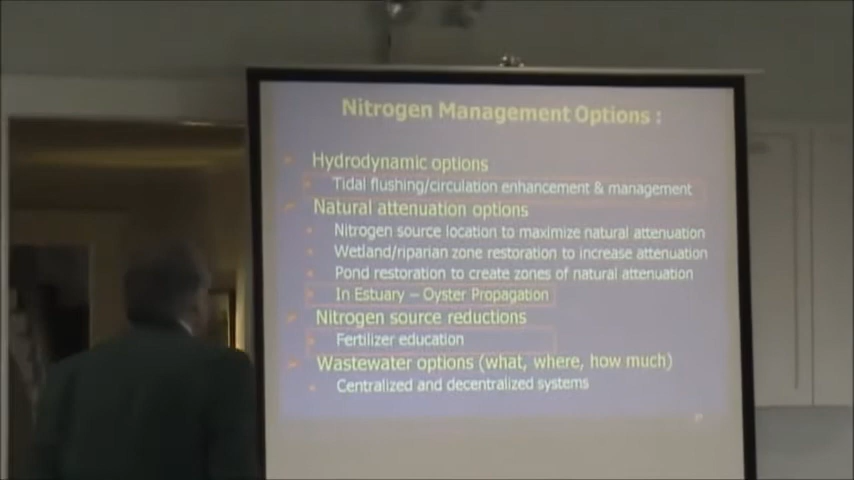 Nitrogen Management Options :
Hydrodynamic options
Tidal flushing/circulation enhancement & management
Natural attenuation options
Nitrogen source location to maximize natural attenuation
Wetland/riparian zone restoration to increase attenuation
Pond restoration to create zones of natural attenuation
In Estuary – Oyster Propagation
Nitrogen source reductions
Fertilizer education
Wastewater options (what, where, how much)
Centralized and decentralized systems